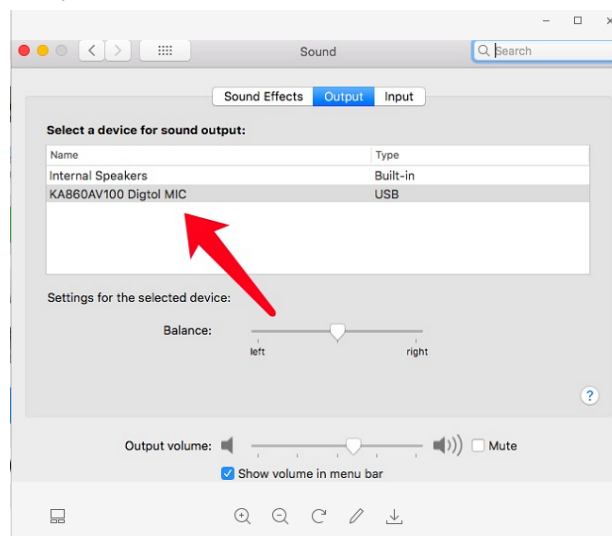 Sound
Search
Sound Effects Output Input
Select a device for sound output:
Name Type
Internal Speakers Built-in
KA860AV100 Digtol MIC USB
Settings for the selected device:
Balance:
left right
?
Output volume: Mute
Show volume in menu bar